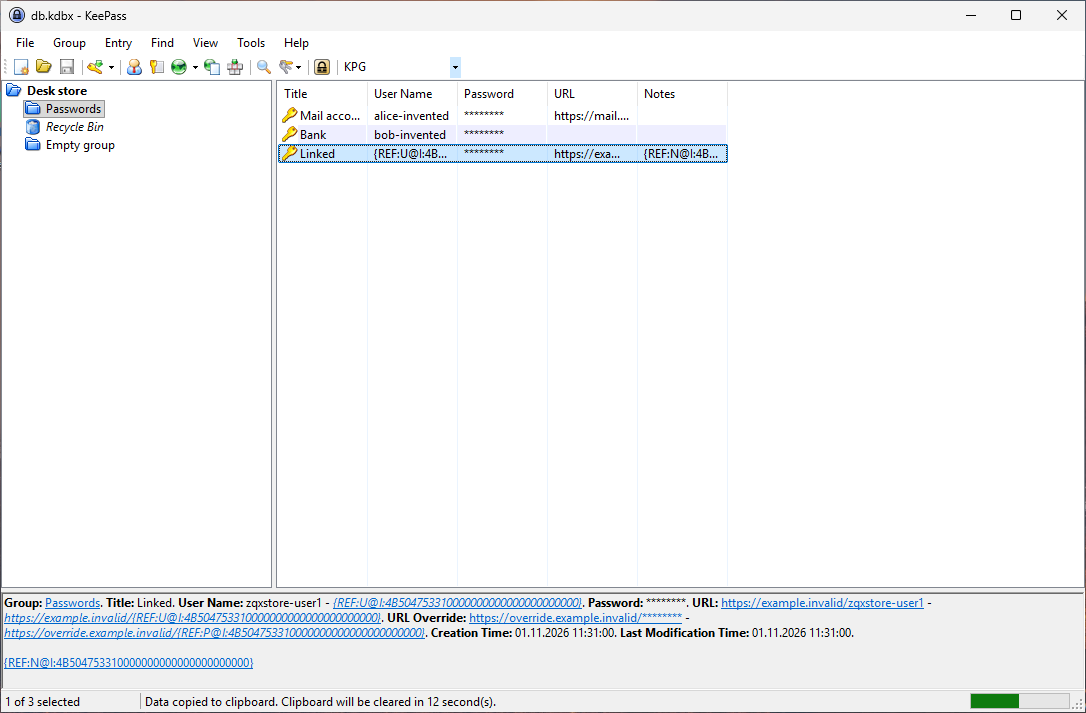 db.kdbx - KeePass
File Group Entry Find View Tools Help
KPG
Desk store
Passwords
Recycle Bin
Empty group
Title User Name Password URL Notes
Mail acco... alice-invented ******** https://mail....
Bank bob-invented ********
Linked {REF:U@I:4B... ******** https://exa... {REF:N@I:4B...
Group: Passwords. Title: Linked. User Name: zqxstore-user1 - {REF:U@I:4B504753310000000000000000000000}. Password: ********. URL: https://example.invalid/zqxstore-user1 -
https://example.invalid/{REF:U@I:4B504753310000000000000000000000}. URL Override: https://override.example.invalid/******** -
https://override.example.invalid/{REF:P@I:4B504753310000000000000000000000}. Creation Time: 01.11.2026 11:31:00. Last Modification Time: 01.11.2026 11:31:00.
{REF:N@I:4B504753310000000000000000000000}
1 of 3 selected Data copied to clipboard. Clipboard will be cleared in 12 second(s).